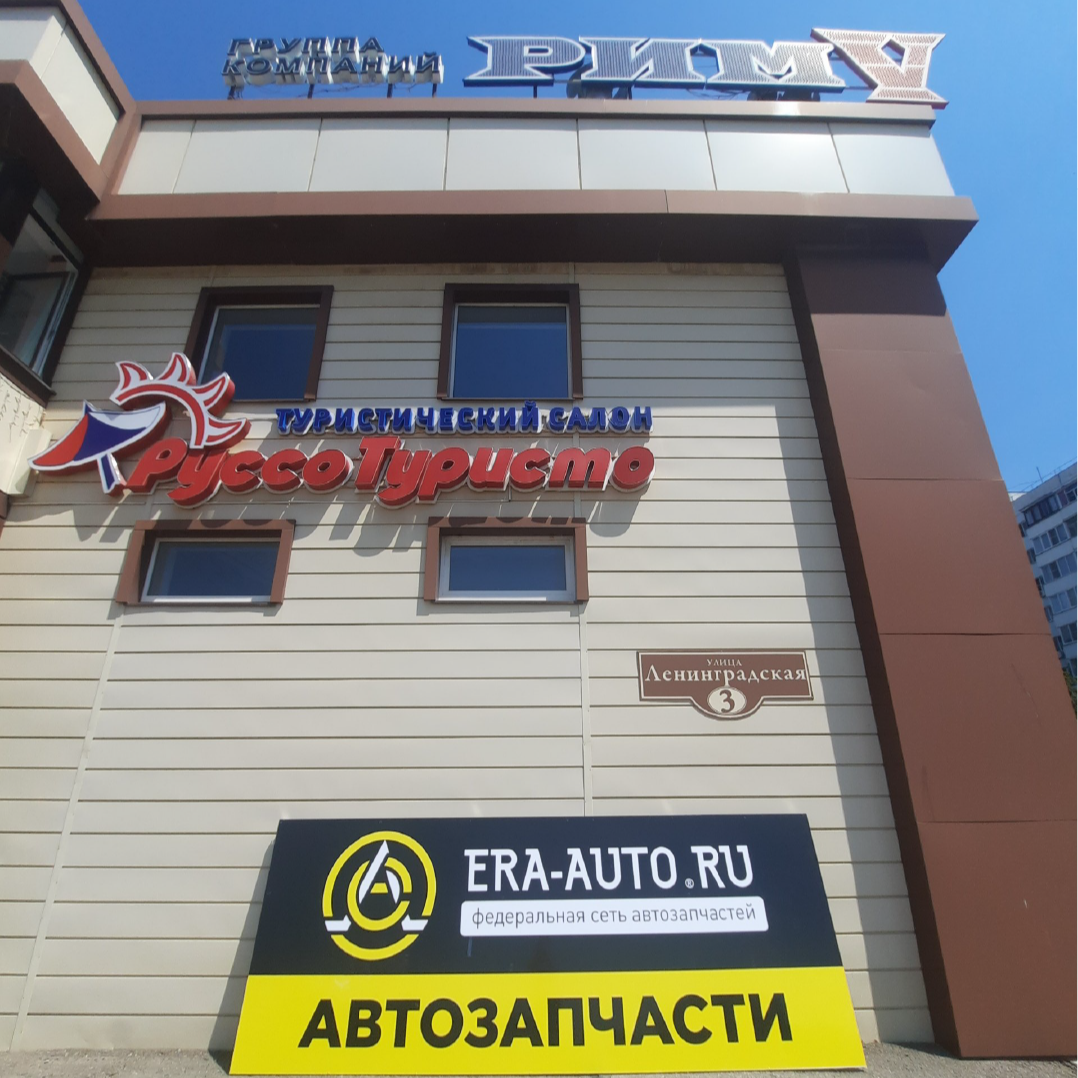 ГРУППА
КОМПАНИЙ
РИМ
ТУРИСТИЧЕСКИЙ САЛОН
РуссоТуристо
УЛИЦА
Ленинградская
3
ERA-AUTO.RU®
федеральная сеть автозапчастей
АВТОЗАПЧАСТИ